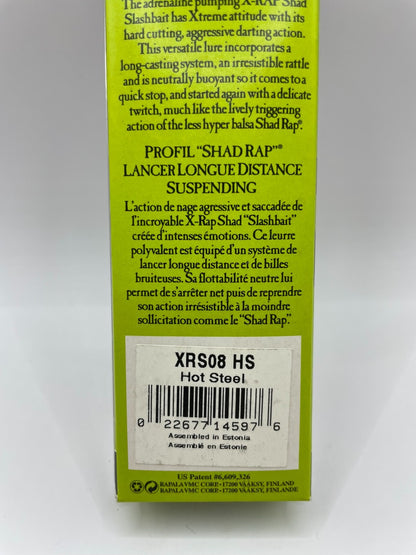 The adrenaline pumping X-RAP Shad
Slashbait has Xtreme attitude with its
hard cutting, aggressive darting action.
This versatile lure incorporates a
long-casting system, an irresistible rattle
and is neutrally buoyant so it comes to a
quick stop, and started again with a delicate
twitch, much like the lively triggering
action of the less hyper balsa Shad Rap®.
PROFIL “SHAD RAP”®
LANCER LONGUE DISTANCE
SUSPENDING
L'action de nage agressive et saccadée de
l'incroyable X-Rap Shad “Slashbait”
créée d'intenses émotions. Ce leurre
polyvalent est équipé d'un système de
lancer longue distance et de billes
bruiteuses. Sa flottabilité neutre lui
permet de s'arrêter net puis de reprendre
son action irrésistible à la moindre
sollicitation comme le “Shad Rap”.
XRS08 HS
Hot Steel
0 22677 14597 6
Assembled in Estonia
Assemblé en Estonie
US Patent #6,609,326
RAPALA VMC CORP.-17200 VÄÄKSY, FINLAND
RAPALA VMC CORP.-17200 VÄÄKSY, FINLANDE